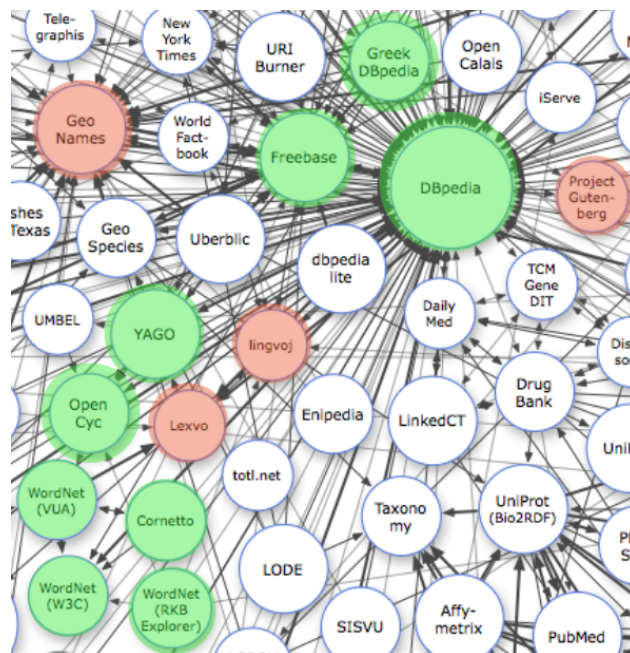 Tele-
graphis
New
York
Times
URI
Burner
Greek
DBpedia
Open
Calais
iServe
Geo
Names
World
Fact-
book
Freebase
DBpedia
Project
Guten-
berg
shes
Texas
Geo
Species
Uberblic
dbpedia
lite
TCM
Gene
DIT
Daily
Med
UMBEL
YAGO
lingvoj
Dis
som
Drug
Bank
Open
Cyc
Lexvo
Enipedia
LinkedCT
Uni
totl.net
WordNet
(VUA)
Cornetto
Taxono
my
UniProt
(Bio2RDF)
LODE
WordNet
(W3C)
WordNet
(RKB
Explorer)
SISVU
Affy-
metrix
PubMed